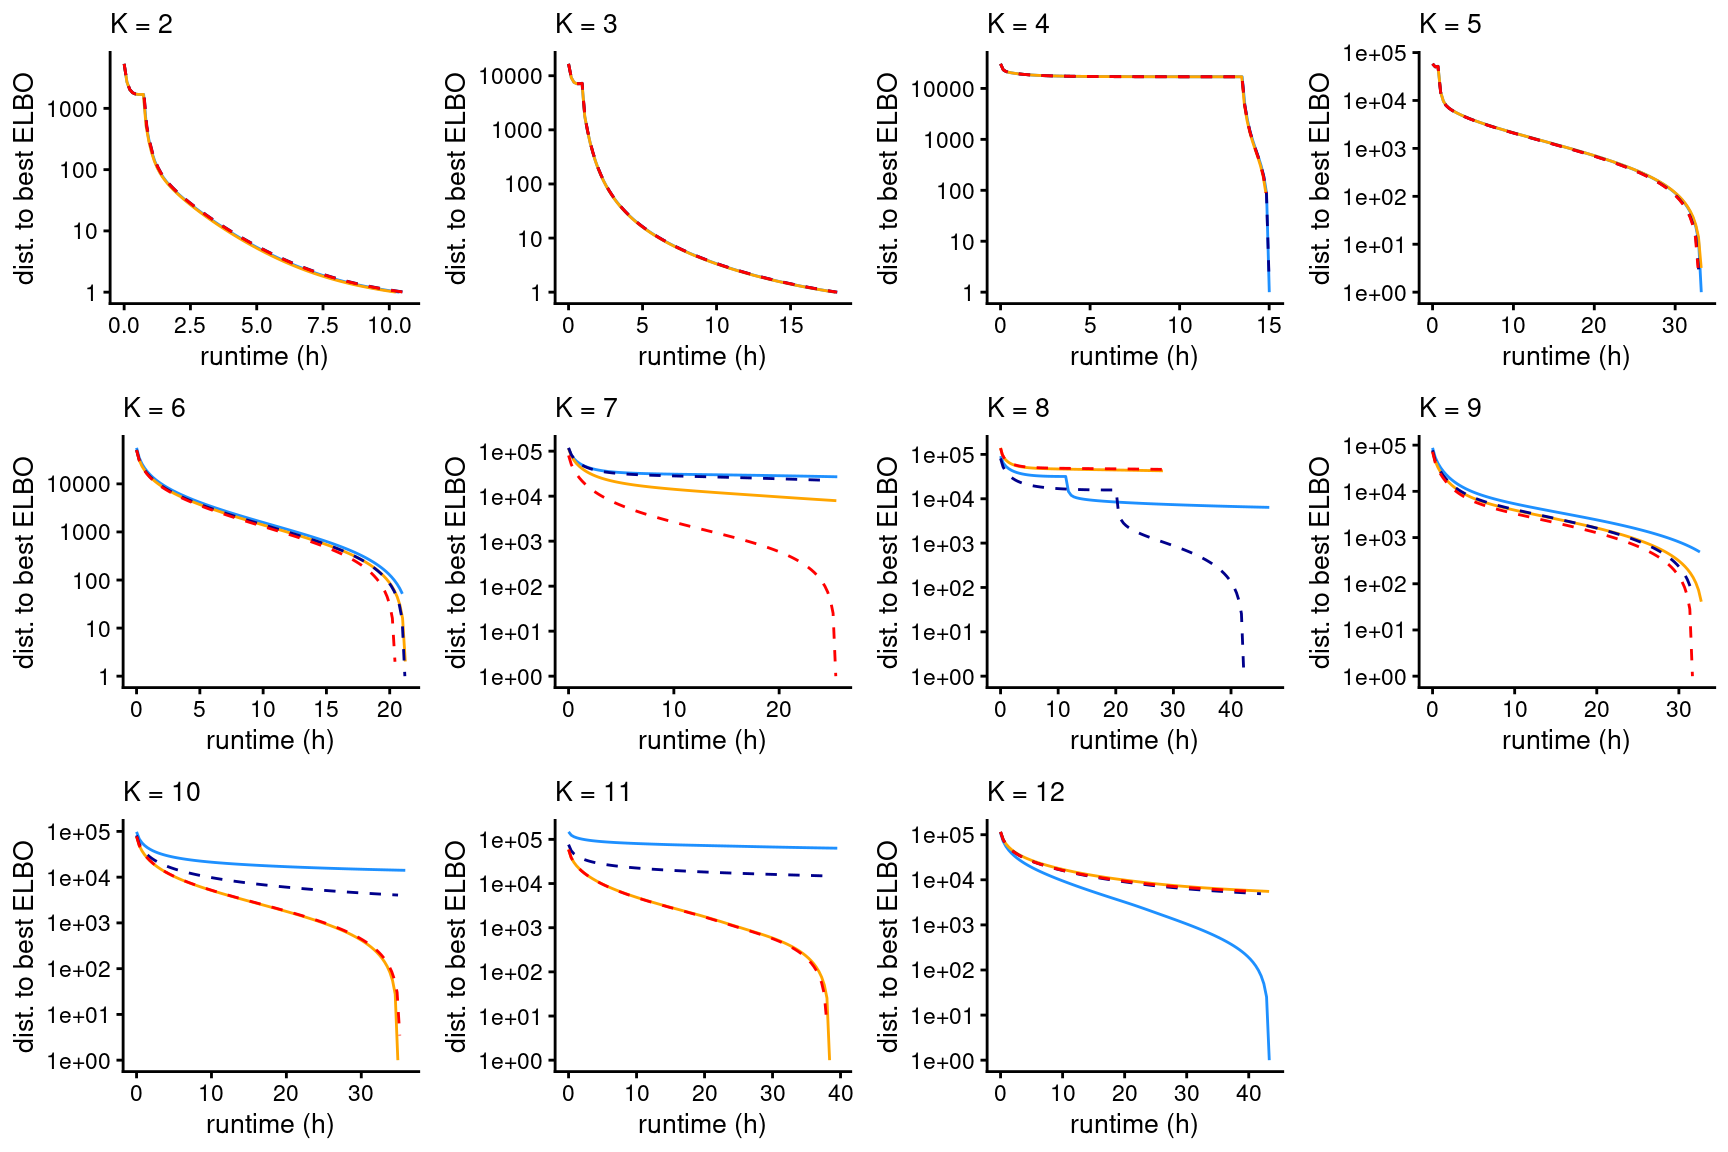 K = 2
dist. to best ELBO
1000
100
10
1
0.0 2.5 5.0 7.5 10.0
runtime (h)
K = 3
dist. to best ELBO
10000
1000
100
10
1
0 5 10 15
runtime (h)
K = 4
dist. to best ELBO
10000
1000
100
10
1
0 5 10 15
runtime (h)
K = 5
dist. to best ELBO
1e+05
1e+04
1e+03
1e+02
1e+01
1e+00
0 10 20 30
runtime (h)
K = 6
dist. to best ELBO
10000
1000
100
10
1
0 5 10 15 20
runtime (h)
K = 7
dist. to best ELBO
1e+05
1e+04
1e+03
1e+02
1e+01
1e+00
0 10 20
runtime (h)
K = 8
dist. to best ELBO
1e+05
1e+04
1e+03
1e+02
1e+01
1e+00
0 10 20 30 40
runtime (h)
K = 9
dist. to best ELBO
1e+05
1e+04
1e+03
1e+02
1e+01
1e+00
0 10 20 30
runtime (h)
K = 10
dist. to best ELBO
1e+05
1e+04
1e+03
1e+02
1e+01
1e+00
0 10 20 30
runtime (h)
K = 11
dist. to best ELBO
1e+05
1e+04
1e+03
1e+02
1e+01
1e+00
0 10 20 30 40
runtime (h)
K = 12
dist. to best ELBO
1e+05
1e+04
1e+03
1e+02
1e+01
1e+00
0 10 20 30 40
runtime (h)